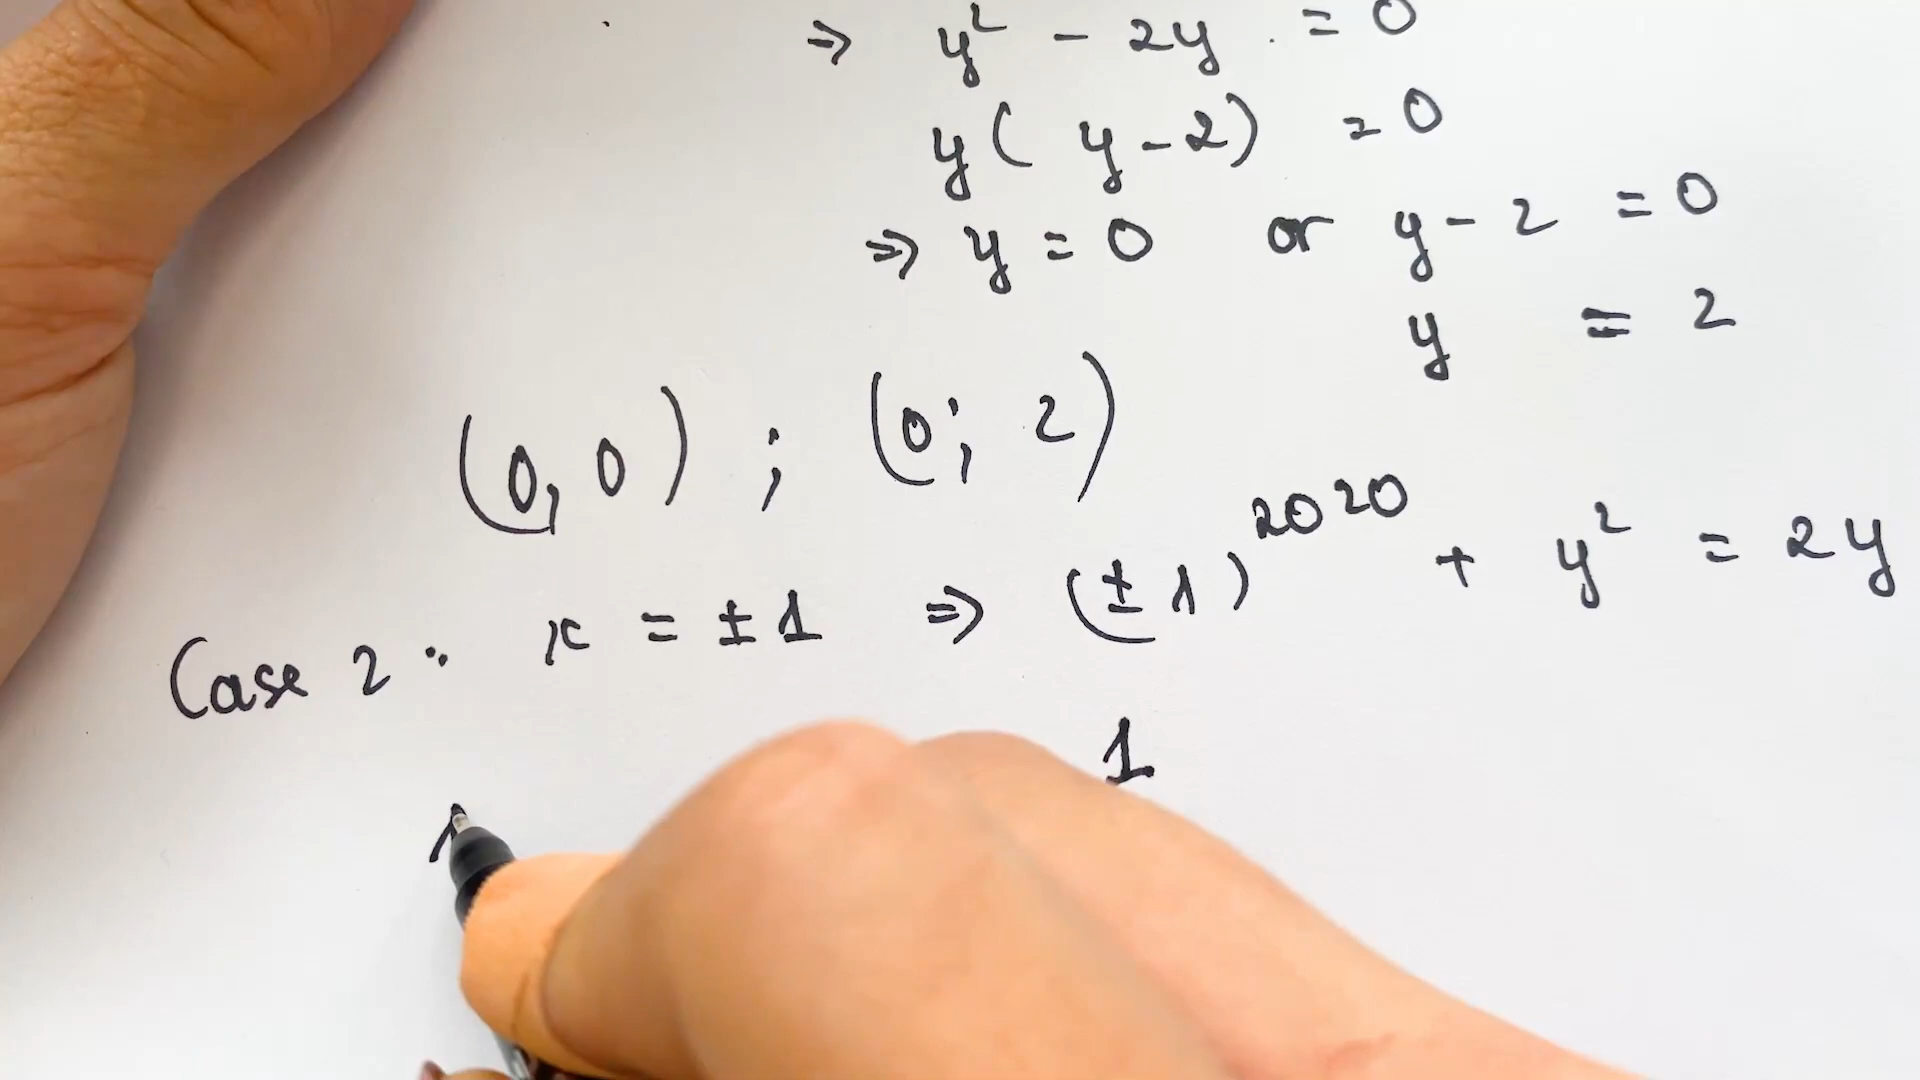 ⇒ y² - 2y = 0
y( y - 2) = 0
⇒ y = 0 or y - 2 = 0
y = 2
(0, 0) ; (0; 2)
Case 2: x = ±1 ⇒ (±1)²⁰²⁰ + y² = 2y
1